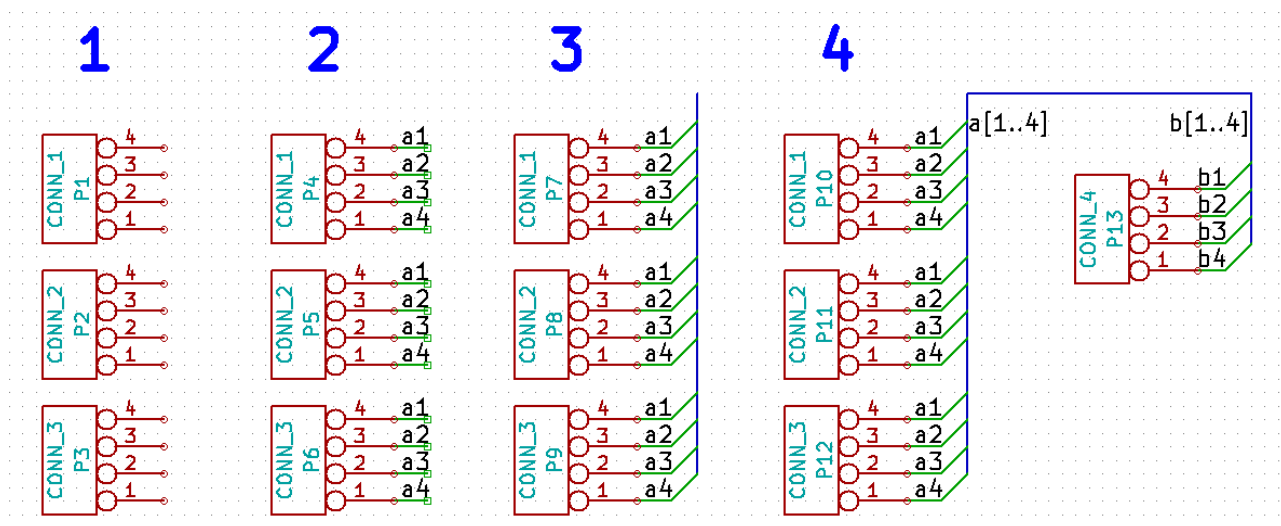 1 2 3 4
a[1..4] b[1..4]
CONN_1 P1 4 3 2 1
CONN_1 P4 4 a1 3 a2 2 a3 1 a4
CONN_1 P7 4 a1 3 a2 2 a3 1 a4
CONN_1 P10 4 a1 3 a2 2 a3 1 a4
CONN_4 P13 4 b1 3 b2 2 b3 1 b4
CONN_2 P2 4 3 2 1
CONN_2 P5 4 a1 3 a2 2 a3 1 a4
CONN_2 P8 4 a1 3 a2 2 a3 1 a4
CONN_2 P11 4 a1 3 a2 2 a3 1 a4
CONN_3 P3 4 3 2 1
CONN_3 P6 4 a1 3 a2 2 a3 1 a4
CONN_3 P9 4 a1 3 a2 2 a3 1 a4
CONN_3 P12 4 a1 3 a2 2 a3 1 a4